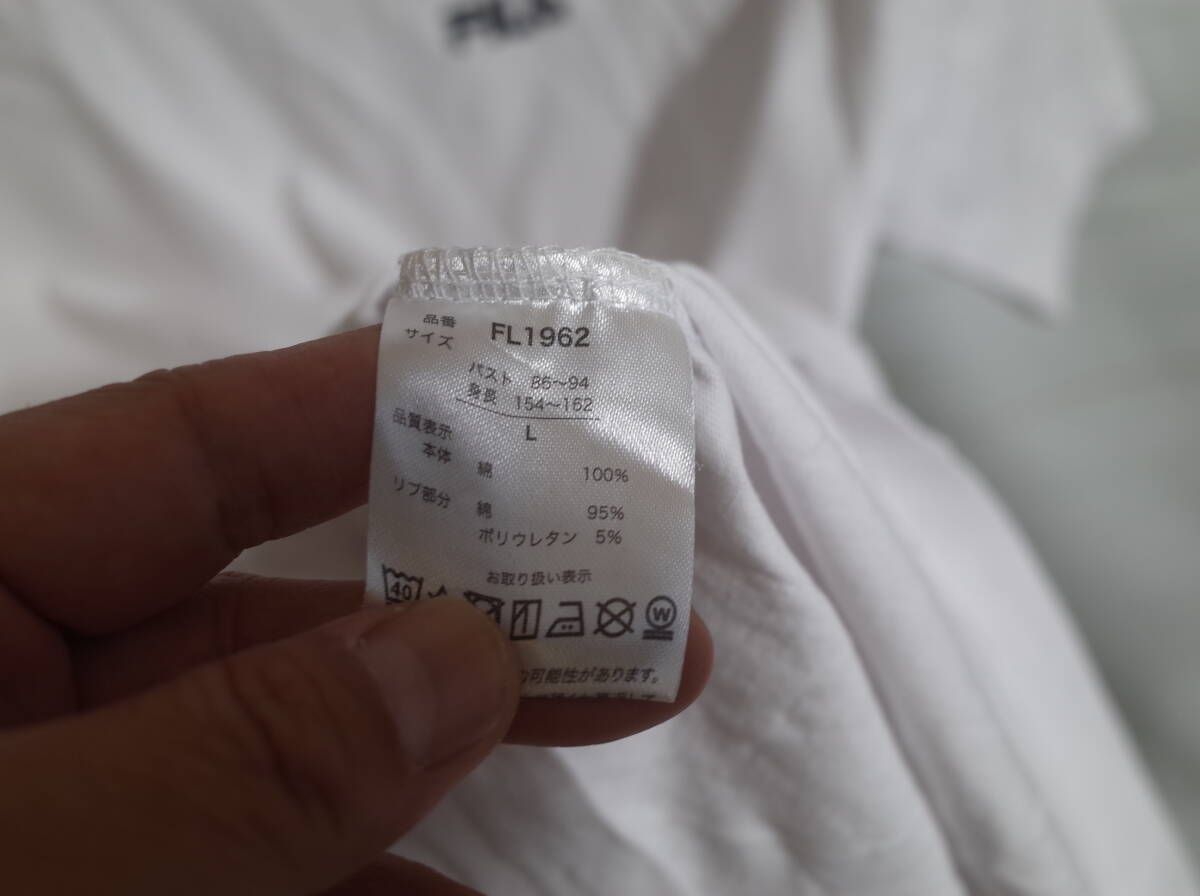 FILA
品番 FL1962
サイズ
バスト 86～94
身長 154～162
L
品質表示
本体 綿 100%
リブ部分 綿 95%
ポリウレタン 5%
お取り扱い表示
40
W
可能性があります。